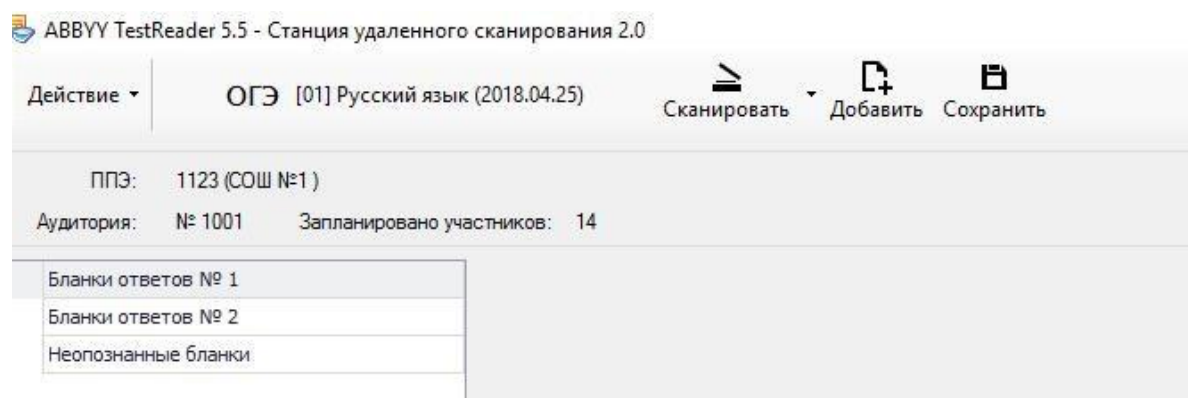 ABBYY TestReader 5.5 - Станция удаленного сканирования 2.0
Действие ОГЭ [01] Русский язык (2018.04.25) Сканировать Добавить Сохранить
ППЭ: 1123 (СОШ №1 )
Аудитория: № 1001 Запланировано участников: 14
Бланки ответов № 1
Бланки ответов № 2
Неопознанные бланки